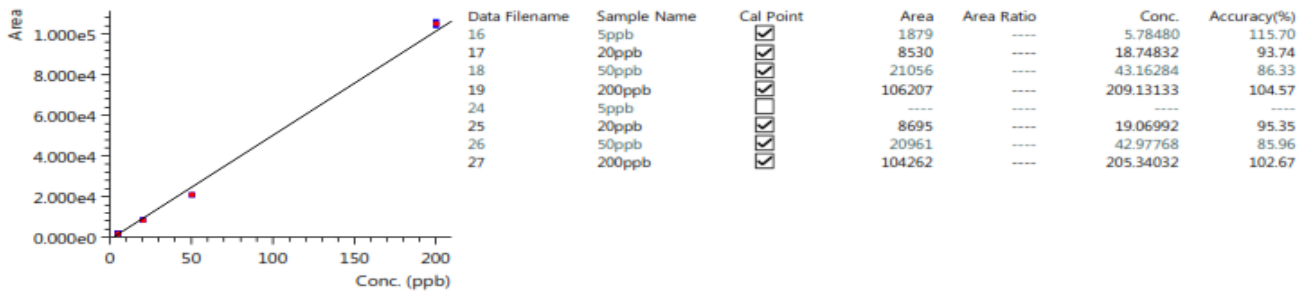 Area
1.000e5
8.000e4
6.000e4
4.000e4
2.000e4
0.000e0
0 50 100 150 200
Conc. (ppb)
Data Filename Sample Name Cal Point Area Area Ratio Conc. Accuracy(%)
16 5ppb 1879 ---- 5.78480 115.70
17 20ppb 8530 ---- 18.74832 93.74
18 50ppb 21056 ---- 43.16284 86.33
19 200ppb 106207 ---- 209.13133 104.57
24 5ppb ---- ---- ---- ----
25 20ppb 8695 ---- 19.06992 95.35
26 50ppb 20961 ---- 42.97768 85.96
27 200ppb 104262 ---- 205.34032 102.67